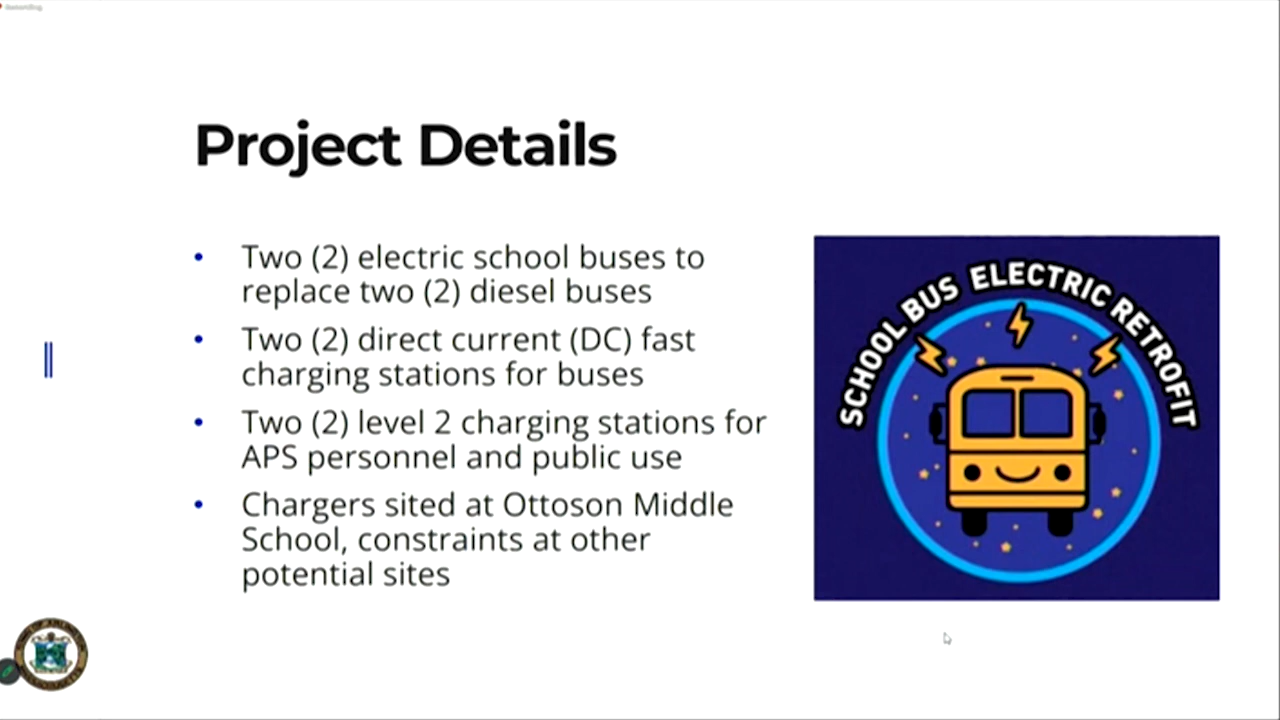 Project Details
• Two (2) electric school buses to
replace two (2) diesel buses
• Two (2) direct current (DC) fast
charging stations for buses
• Two (2) level 2 charging stations for
APS personnel and public use
• Chargers sited at Ottoson Middle
School, constraints at other
potential sites
SCHOOL BUS ELECTRIC RETROFIT